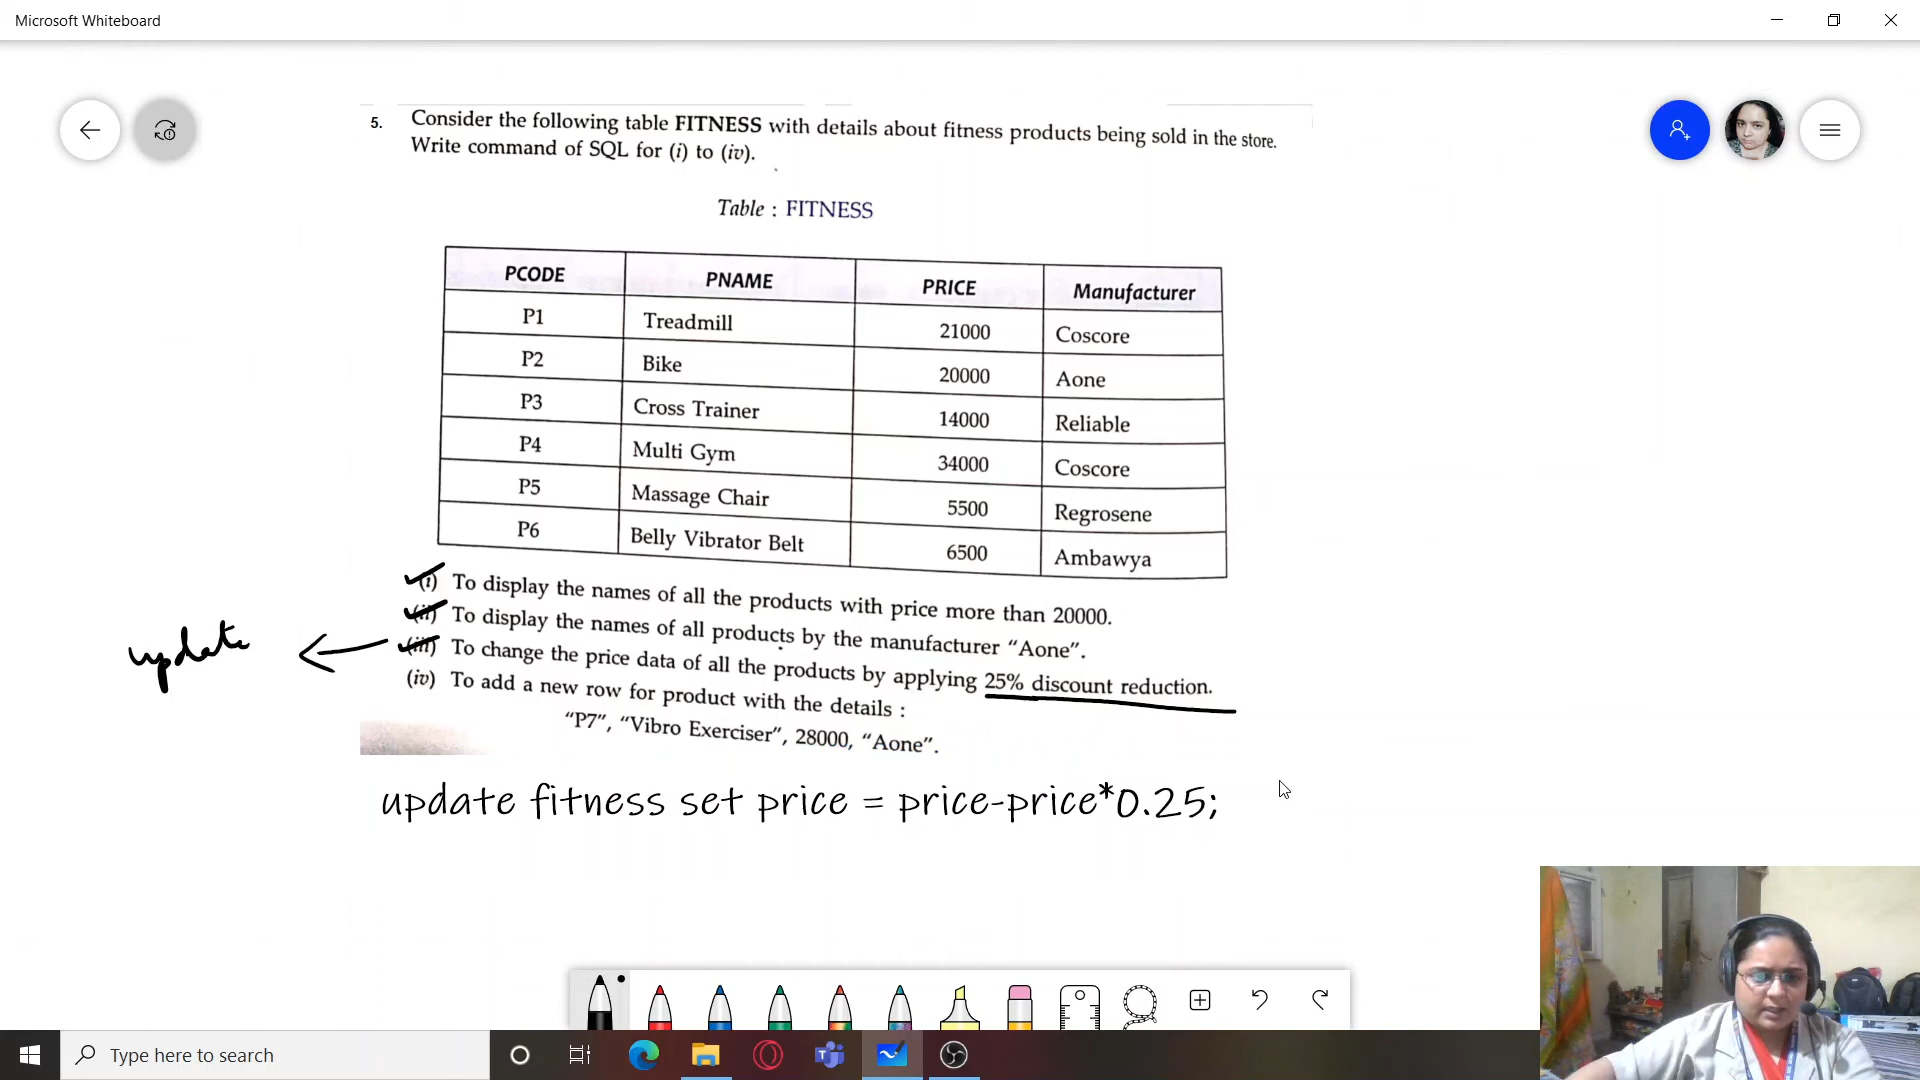 Microsoft Whiteboard
5. Consider the following table FITNESS with details about fitness products being sold in the store.
Write command of SQL for (i) to (iv).
Table : FITNESS
PCODE PNAME PRICE Manufacturer
P1 Treadmill 21000 Coscore
P2 Bike 20000 Aone
P3 Cross Trainer 14000 Reliable
P4 Multi Gym 34000 Coscore
P5 Massage Chair 5500 Regrosene
P6 Belly Vibrator Belt 6500 Ambawya
(i) To display the names of all the products with price more than 20000.
(ii) To display the names of all products by the manufacturer “Aone”.
update
(iii) To change the price data of all the products by applying 25% discount reduction.
(iv) To add a new row for product with the details :
“P7”, “Vibro Exerciser”, 28000, “Aone”.
update fitness set price = price-price*0.25;
Type here to search